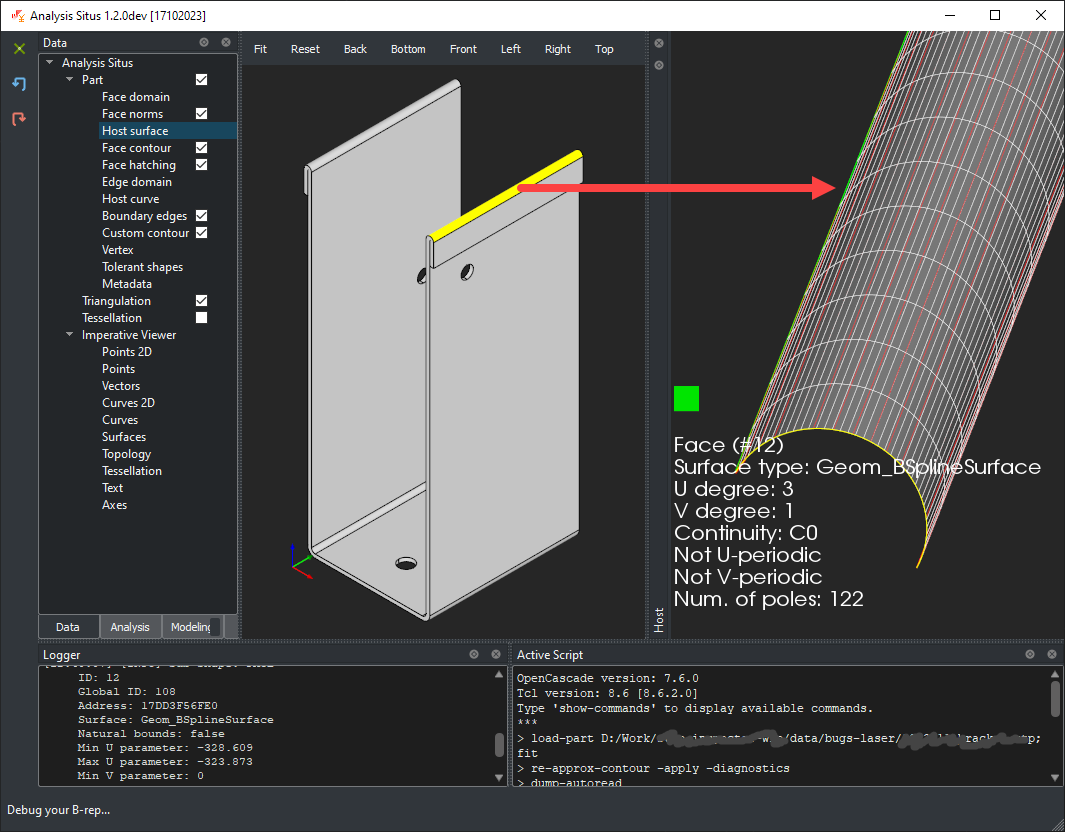 Analysis Situs 1.2.0dev [17102023]
Data
Analysis Situs
Part
Face domain
Face norms
Host surface
Face contour
Face hatching
Edge domain
Host curve
Boundary edges
Custom contour
Vertex
Tolerant shapes
Metadata
Triangulation
Tessellation
Imperative Viewer
Points 2D
Points
Vectors
Curves 2D
Curves
Surfaces
Topology
Tessellation
Text
Axes
Data Analysis Modeling
Fit Reset Back Bottom Front Left Right Top
Host
Face (#12)
Surface type: Geom_BSplineSurface
U degree: 3
V degree: 1
Continuity: C0
Not U-periodic
Not V-periodic
Num. of poles: 122
Logger
ID: 12
Global ID: 108
Address: 17DD3F56FE0
Surface: Geom_BSplineSurface
Natural bounds: false
Min U parameter: -328.609
Max U parameter: -323.873
Min V parameter: 0
Active Script
OpenCascade version: 7.6.0
Tcl version: 8.6 [8.6.2.0]
Type 'show-commands' to display available commands.
***
> load-part D:/Work/ /data/bugs-laser/
fit
> re-approx-contour -apply -diagnostics
> dump-autoread
Debug your B-rep...